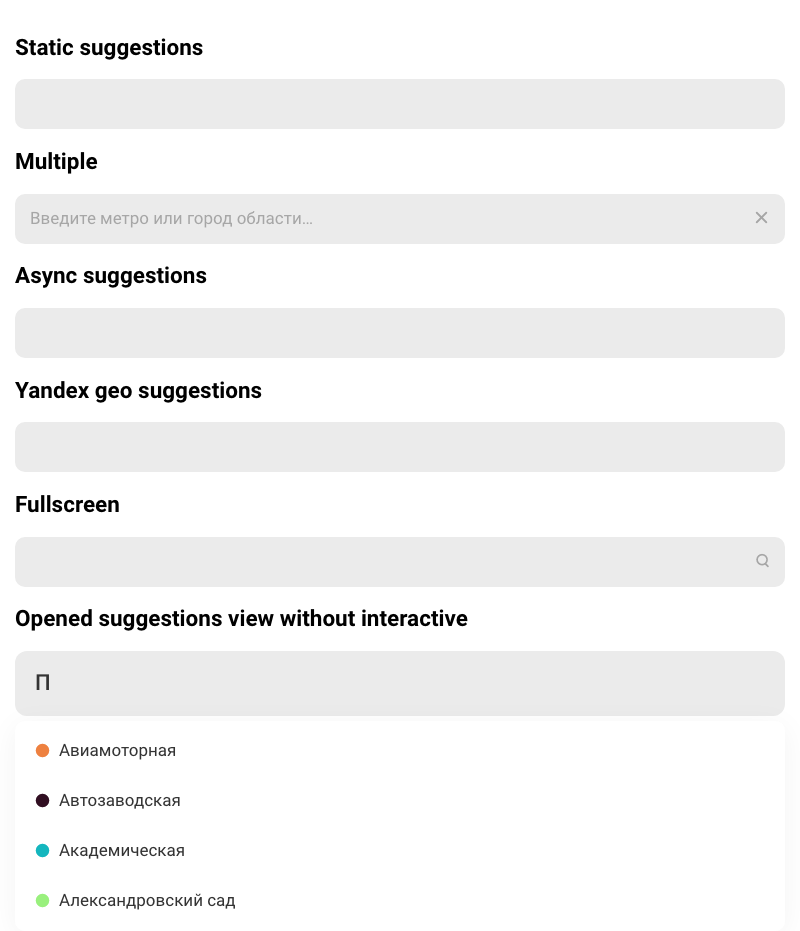 Static suggestions
Multiple
Введите метро или город области…
Async suggestions
Yandex geo suggestions
Fullscreen
Opened suggestions view without interactive
П
Авиамоторная
Автозаводская
Академическая
Александровский сад